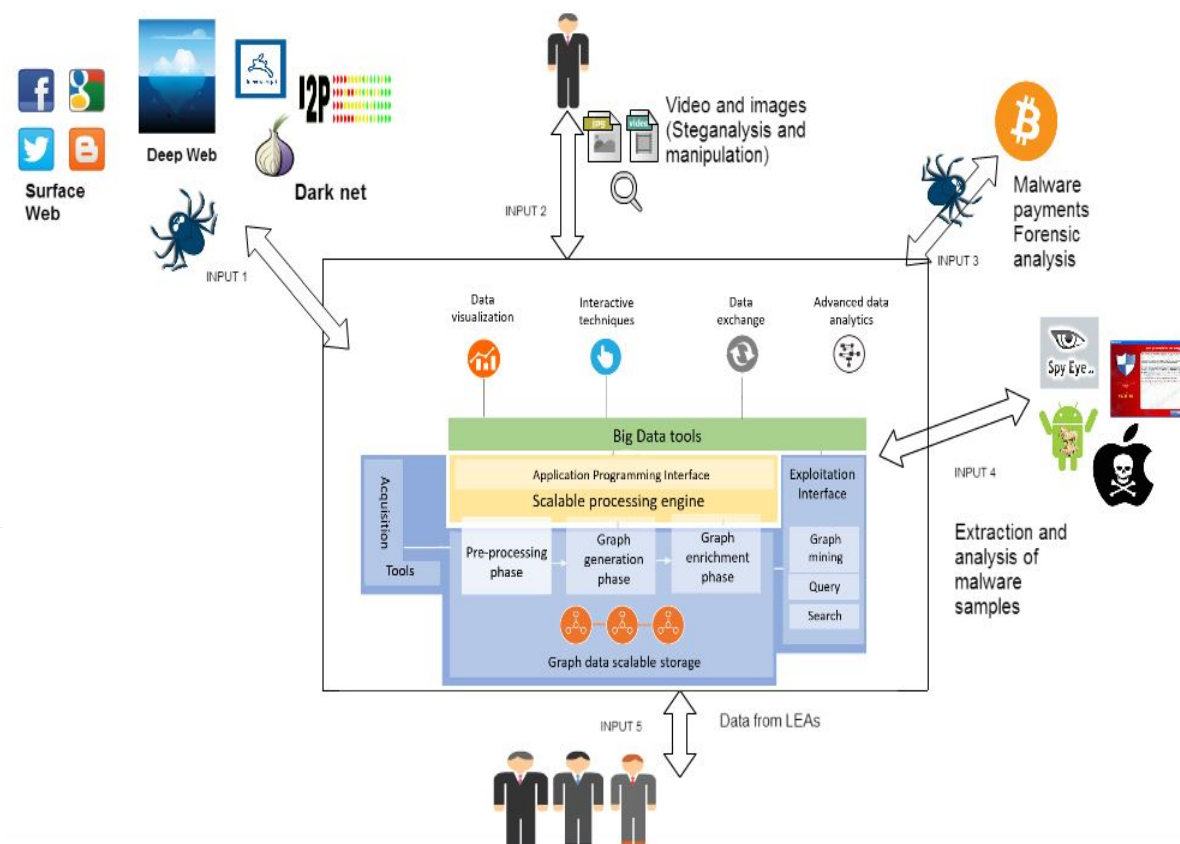 I2P
Deep Web
Dark net
Surface
Web
INPUT 1
JPG
video
Video and images
(Steganalysis and
manipulation)
INPUT 2
Malware
payments
Forensic
analysis
INPUT 3
Data
visualization
Interactive
techniques
Data
exchange
Advanced data
analytics
Spy Eye
INPUT 4
Extraction and
analysis of
malware
samples
Big Data tools
Acquisition
Tools
Application Programming Interface
Scalable processing engine
Exploitation
Interface
Pre-processing
phase
Graph
generation
phase
Graph
enrichment
phase
Graph
mining
Query
Search
Graph data scalable storage
INPUT 5
Data from LEAs